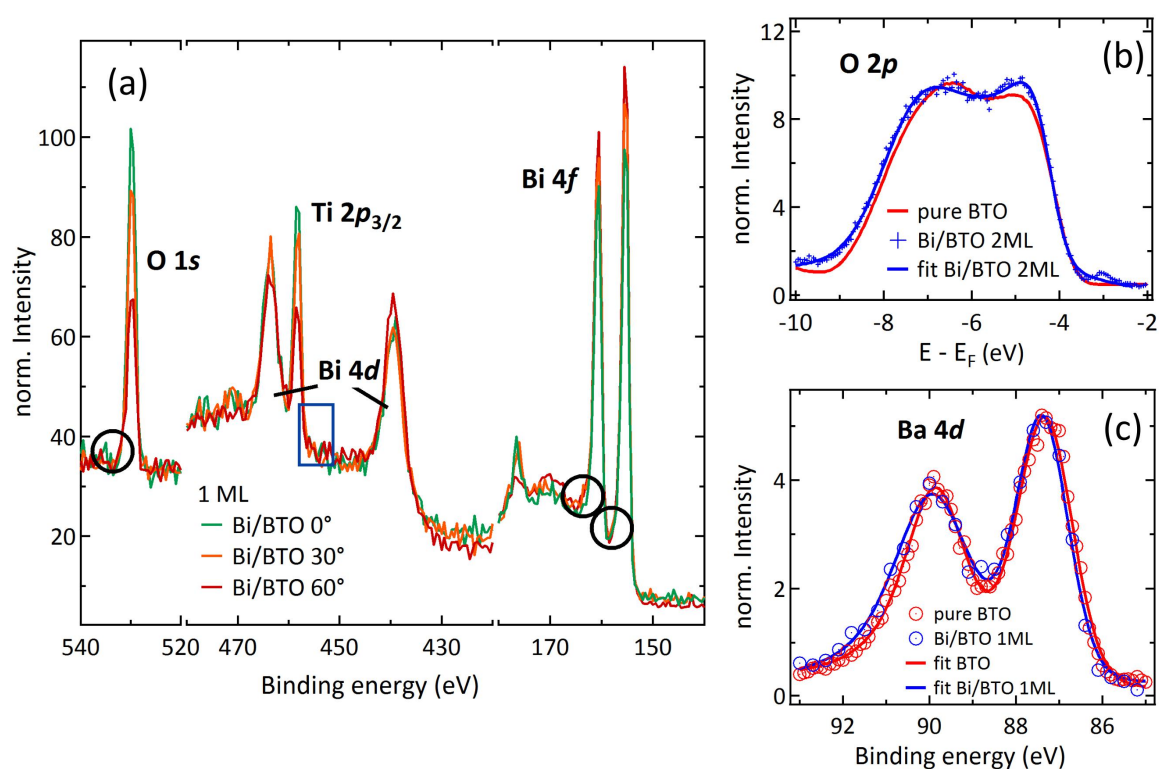 (a)
norm. Intensity
100
80
60
40
20
O 1s
Ti 2p3/2
Bi 4d
Bi 4f
1 ML
Bi/BTO 0°
Bi/BTO 30°
Bi/BTO 60°
540 520 470 450 430 170 150
Binding energy (eV)
(b)
O 2p
norm. Intensity
12
8
4
0
pure BTO
Bi/BTO 2ML
fit Bi/BTO 2ML
-10 -8 -6 -4 -2
E - EF (eV)
(c)
Ba 4d
norm. Intensity
4
2
0
pure BTO
Bi/BTO 1ML
fit BTO
fit Bi/BTO 1ML
92 90 88 86
Binding energy (eV)